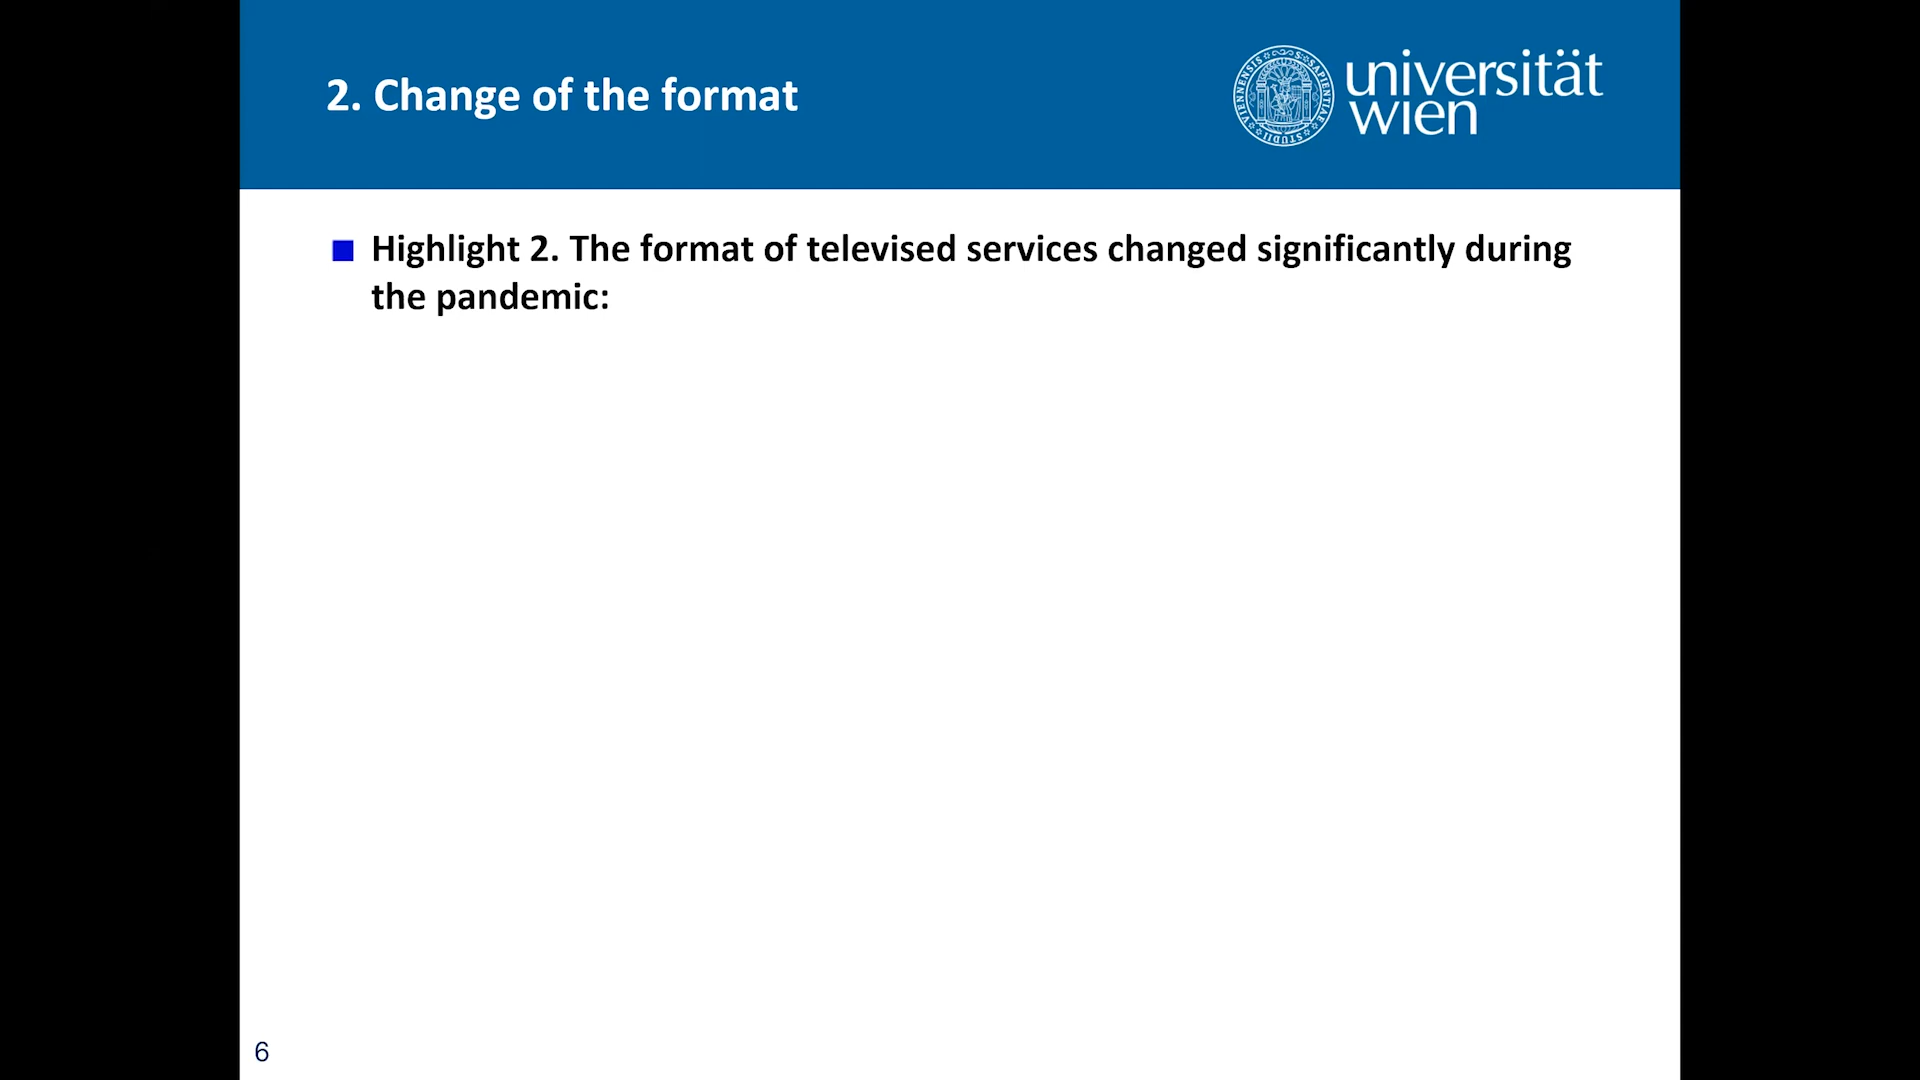 2. Change of the format
universität
wien
Highlight 2. The format of televised services changed significantly during
the pandemic:
6